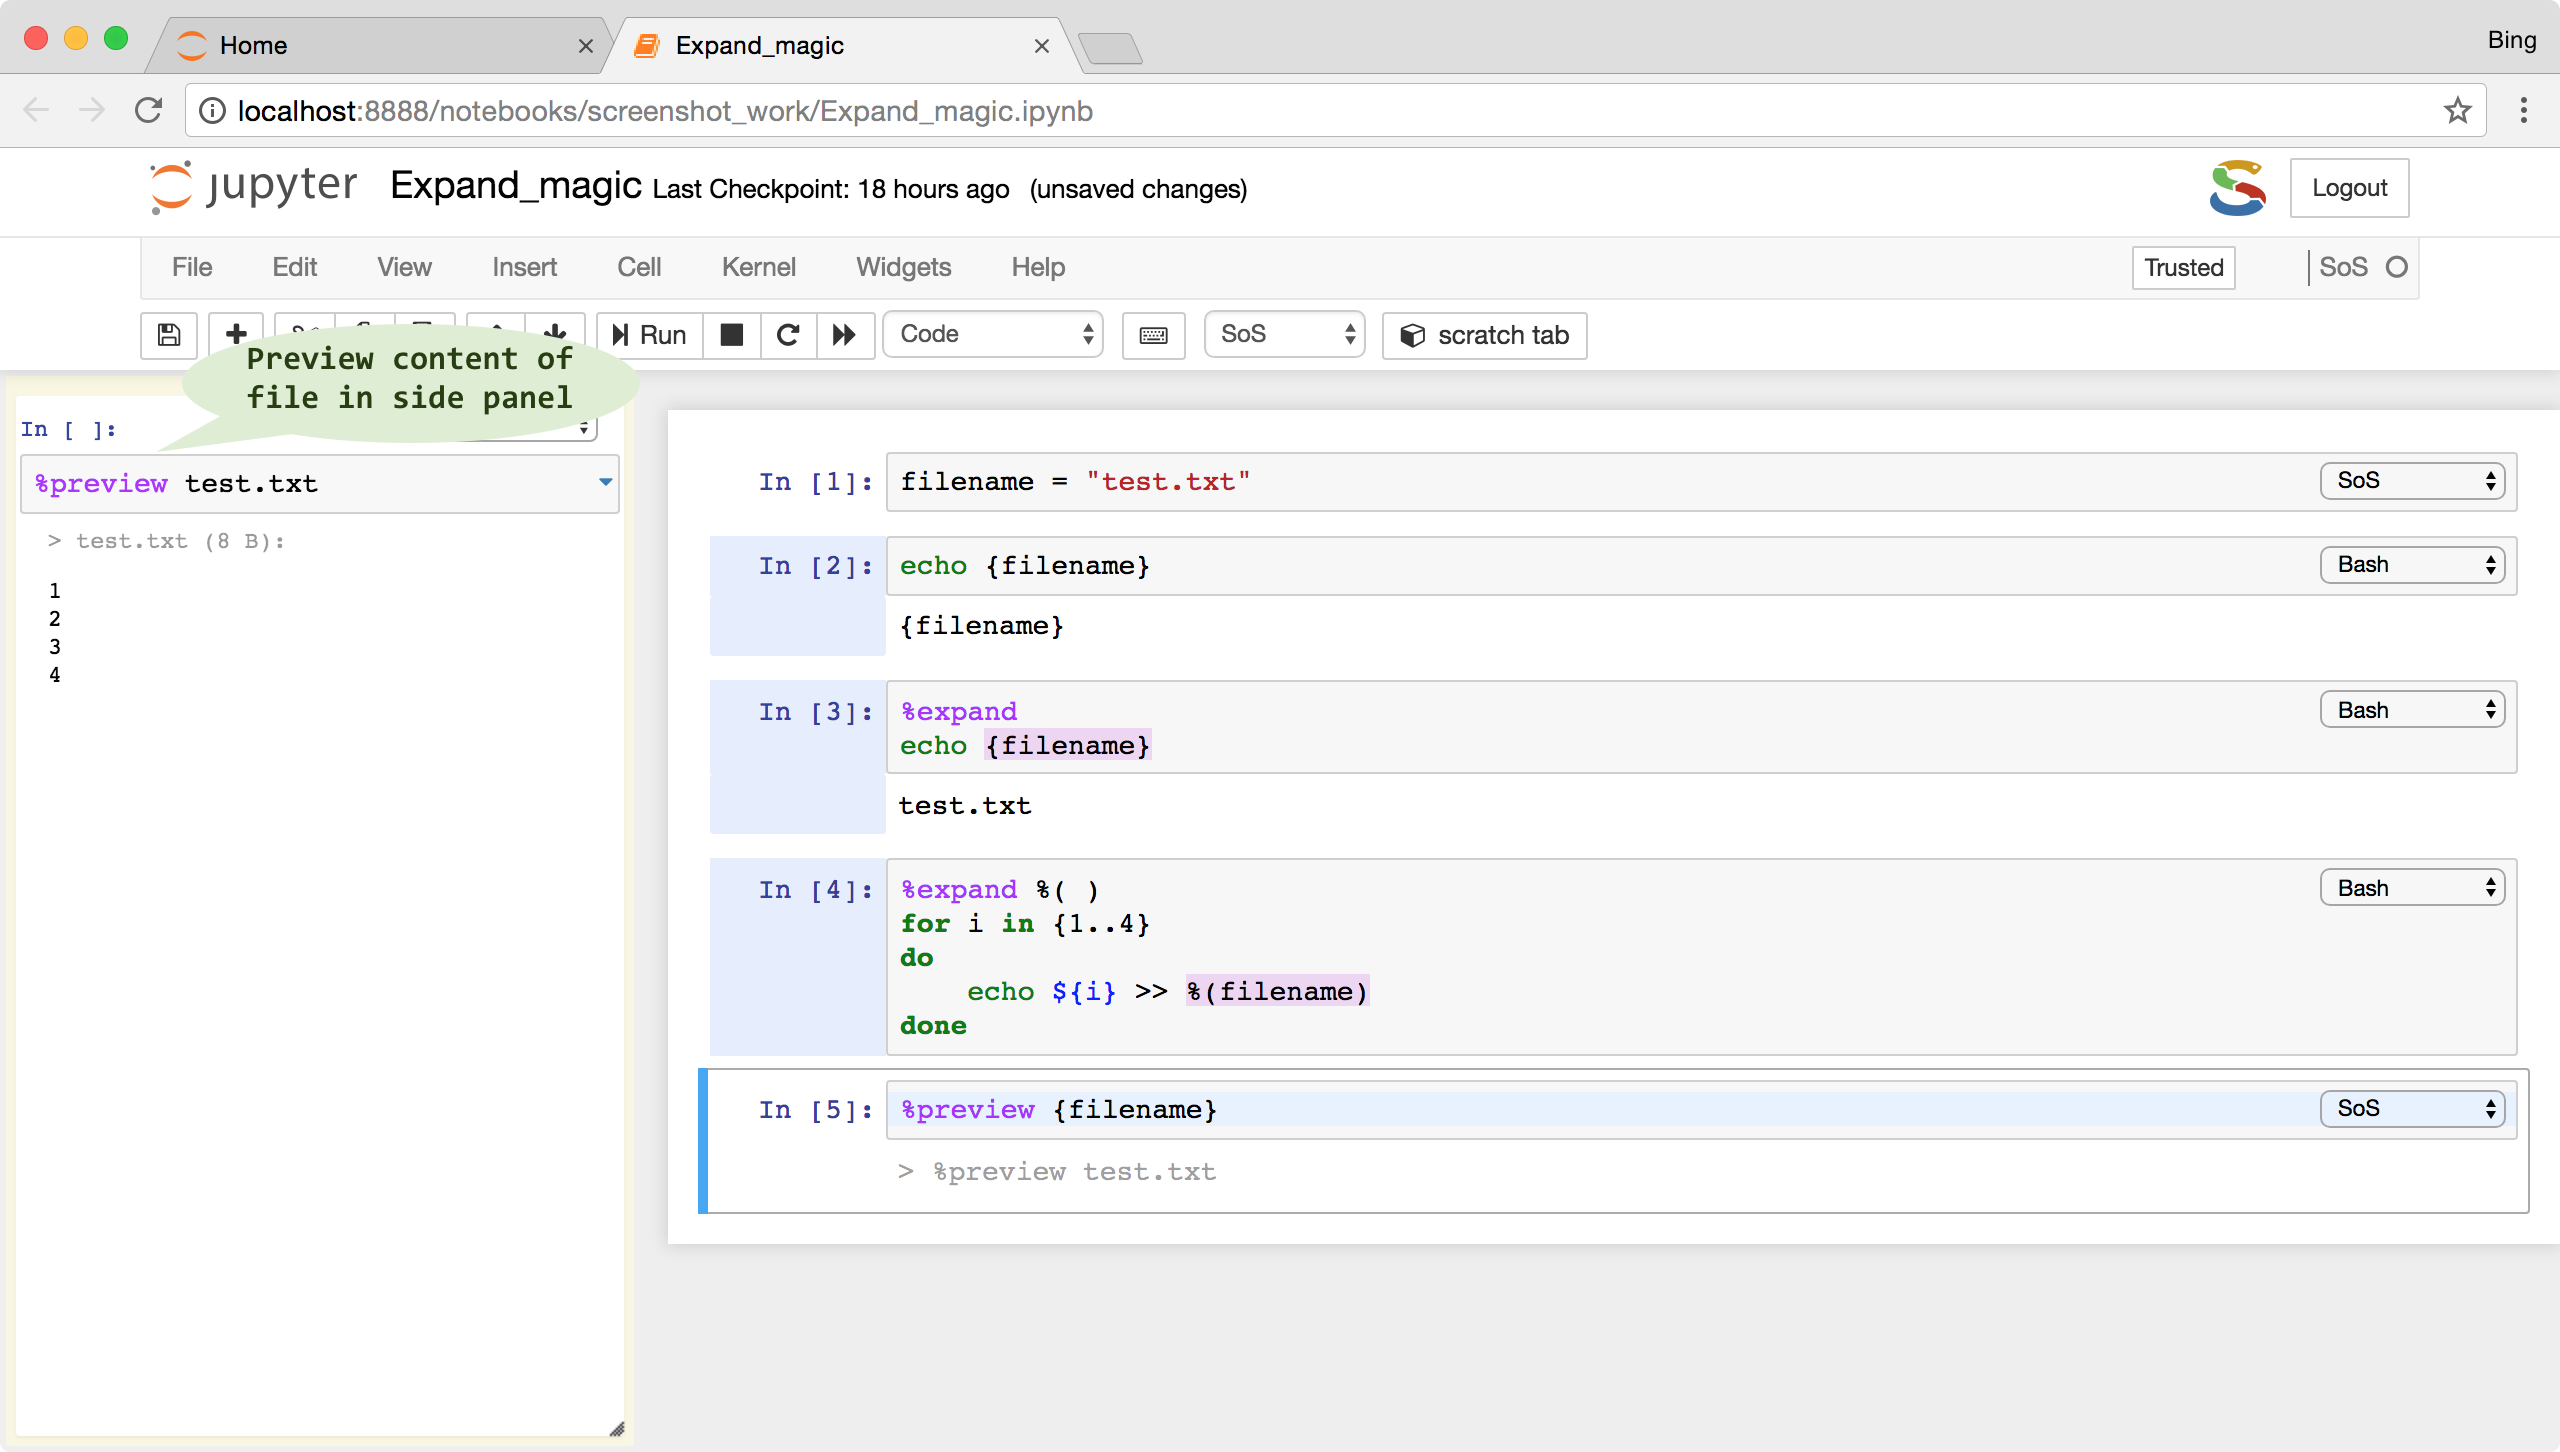 Home
Expand_magic
Bing
localhost:8888/notebooks/screenshot_work/Expand_magic.ipynb
jupyter Expand_magic Last Checkpoint: 18 hours ago (unsaved changes)
Logout
File Edit View Insert Cell Kernel Widgets Help
Trusted
SoS
Run Code SoS scratch tab
Preview content of
file in side panel
In [ ]:
%preview test.txt
> test.txt (8 B):
1
2
3
4
In [1]: filename = "test.txt" SoS
In [2]: echo {filename} Bash
{filename}
In [3]: %expand Bash
echo {filename}
test.txt
In [4]: %expand %( ) Bash
for i in {1..4}
do
    echo ${i} >> %(filename)
done
In [5]: %preview {filename} SoS
> %preview test.txt